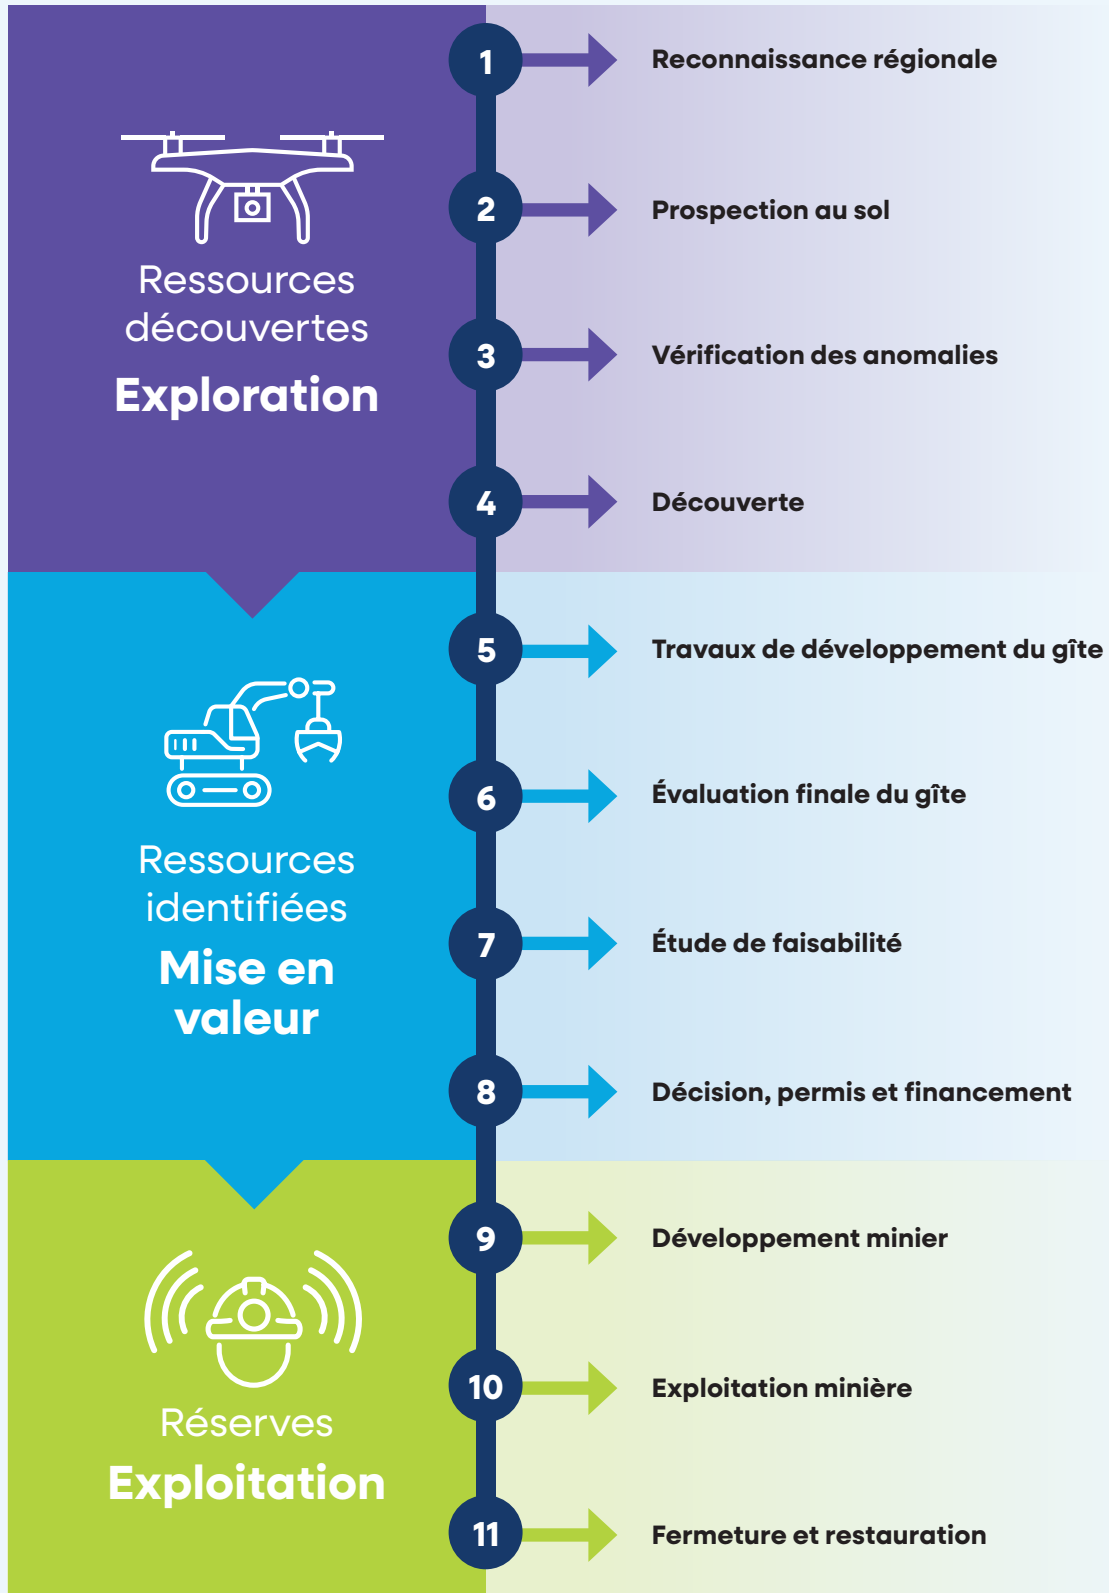 Ressources
découvertes
Exploration
1
Reconnaissance régionale
2
Prospection au sol
3
Vérification des anomalies
4
Découverte
Ressources
identifiées
Mise en
valeur
5
Travaux de développement du gîte
6
Évaluation finale du gîte
7
Étude de faisabilité
8
Décision, permis et financement
Réserves
Exploitation
9
Développement minier
10
Exploitation minière
11
Fermeture et restauration